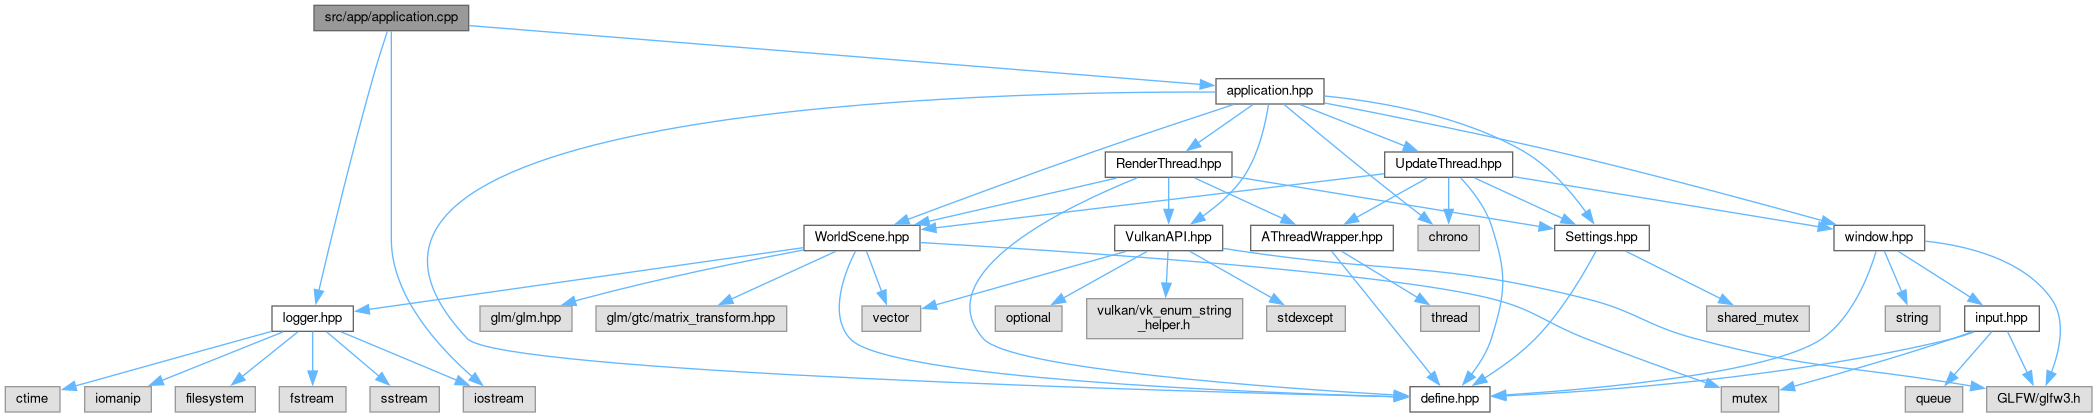 src/app/application.cpp
application.hpp
RenderThread.hpp
UpdateThread.hpp
WorldScene.hpp
VulkanAPI.hpp
AThreadWrapper.hpp
chrono
Settings.hpp
window.hpp
logger.hpp
glm/glm.hpp
glm/gtc/matrix_transform.hpp
vector
optional
vulkan/vk_enum_string
_helper.h
stdexcept
thread
shared_mutex
string
input.hpp
ctime
iomanip
filesystem
fstream
sstream
iostream
define.hpp
mutex
queue
GLFW/glfw3.h